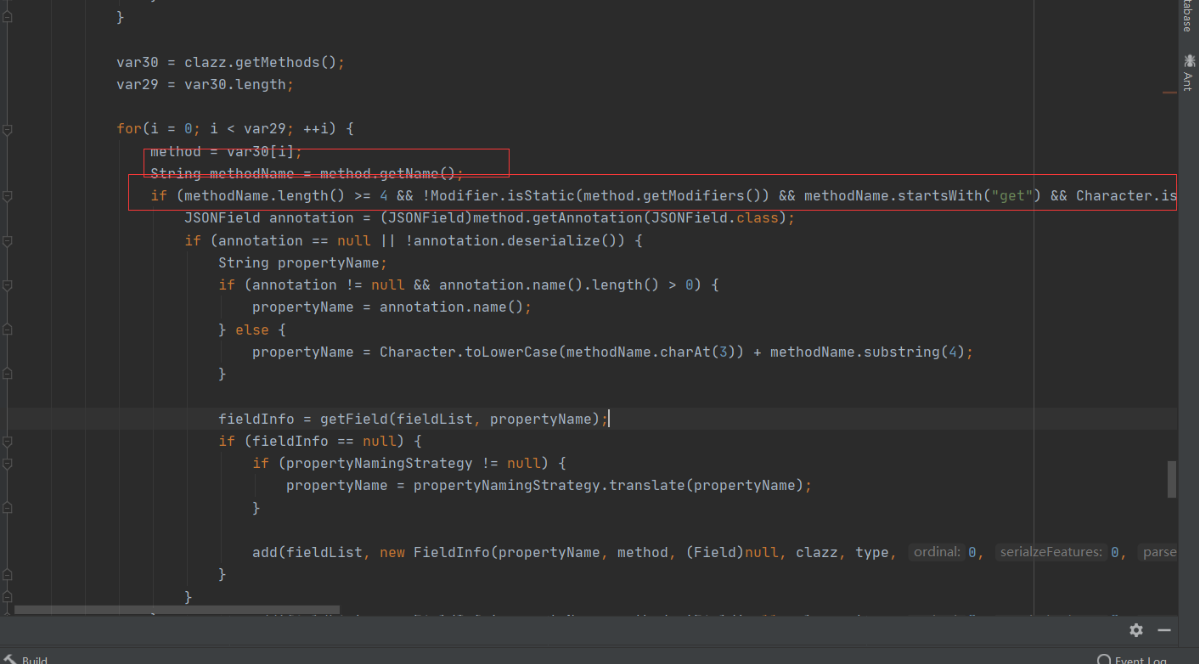 }
var30 = clazz.getMethods();
var29 = var30.length;
for(i = 0; i < var29; ++i) {
method = var30[i];
String methodName = method.getName();
if (methodName.length() >= 4 && !Modifier.isStatic(method.getModifiers()) && methodName.startsWith("get") && Character.is
JSONField annotation = (JSONField)method.getAnnotation(JSONField.class);
if (annotation == null || !annotation.deserialize()) {
String propertyName;
if (annotation != null && annotation.name().length() > 0) {
propertyName = annotation.name();
} else {
propertyName = Character.toLowerCase(methodName.charAt(3)) + methodName.substring(4);
}
fieldInfo = getField(fieldList, propertyName);
if (fieldInfo == null) {
if (propertyNamingStrategy != null) {
propertyName = propertyNamingStrategy.translate(propertyName);
}
add(fieldList, new FieldInfo(propertyName, method, (Field)null, clazz, type, ordinal: 0, serialzeFeatures: 0, parse
}
}
tabase
Ant
Build
Event Log